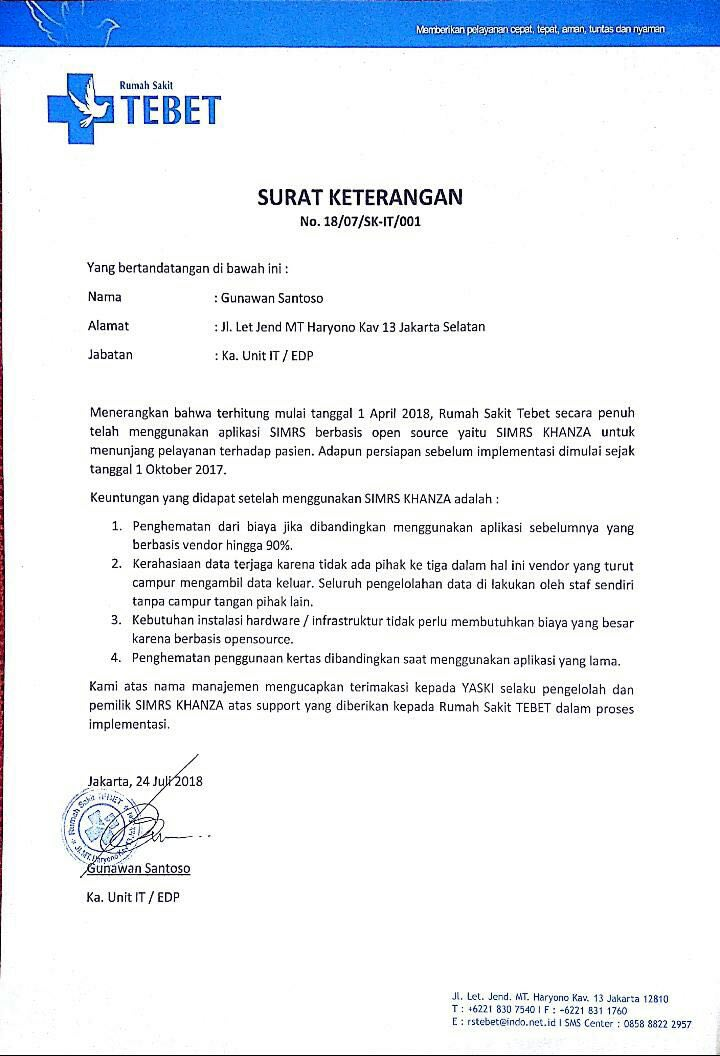 Memberikan pelayanan cepat, tepat, aman, tuntas dan nyaman
Rumah Sakit
TEBET
SURAT KETERANGAN
No. 18/07/SK-IT/001
Yang bertandatangan di bawah ini :
Nama : Gunawan Santoso
Alamat : Jl. Let Jend MT Haryono Kav 13 Jakarta Selatan
Jabatan : Ka. Unit IT / EDP
Menerangkan bahwa terhitung mulai tanggal 1 April 2018, Rumah Sakit Tebet secara penuh
telah menggunakan aplikasi SIMRS berbasis open source yaitu SIMRS KHANZA untuk
menunjang pelayanan terhadap pasien. Adapun persiapan sebelum implementasi dimulai sejak
tanggal 1 Oktober 2017.
Keuntungan yang didapat setelah menggunakan SIMRS KHANZA adalah :
1. Penghematan dari biaya jika dibandingkan menggunakan aplikasi sebelumnya yang
berbasis vendor hingga 90%.
2. Kerahasiaan data terjaga karena tidak ada pihak ke tiga dalam hal ini vendor yang turut
campur mengambil data keluar. Seluruh pengelolahan data di lakukan oleh staf sendiri
tanpa campur tangan pihak lain.
3. Kebutuhan instalasi hardware / infrastruktur tidak perlu membutuhkan biaya yang besar
karena berbasis opensource.
4. Penghematan penggunaan kertas dibandingkan saat menggunakan aplikasi yang lama.
Kami atas nama manajemen mengucapkan terimakasi kepada YASKI selaku pengelolah dan
pemilik SIMRS KHANZA atas support yang diberikan kepada Rumah Sakit TEBET dalam proses
implementasi.
Jakarta, 24 Juli 2018
Rumah Sakit TEBET
Jl. MT. Haryono
Gunawan Santoso
Ka. Unit IT / EDP
Jl. Let. Jend. MT. Haryono Kav. 13 Jakarta 12810
T : +6221 830 7540 I F : +6221 831 1760
E : rstebet@indo.net.id I SMS Center : 0858 8822 2957